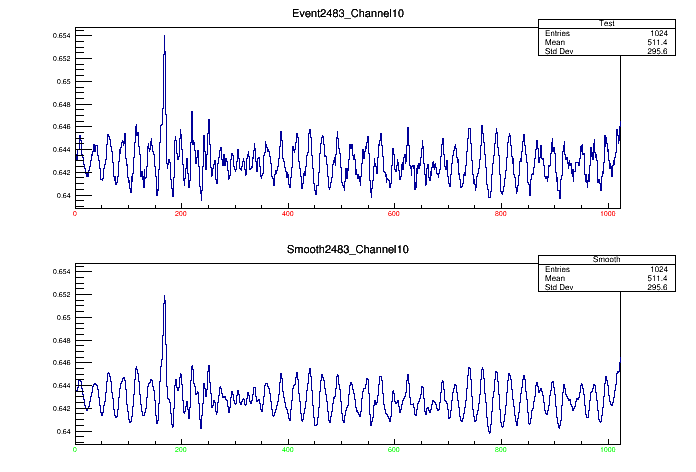 Event2483_Channel10
Test
Entries 1024
Mean 511.4
Std Dev 295.6
0.654
0.652
0.65
0.648
0.646
0.644
0.642
0.64
0 200 400 600 800 1000
Smooth2483_Channel10
Smooth
Entries 1024
Mean 511.4
Std Dev 295.6
0.654
0.652
0.65
0.648
0.646
0.644
0.642
0.64
0 200 400 600 800 1000